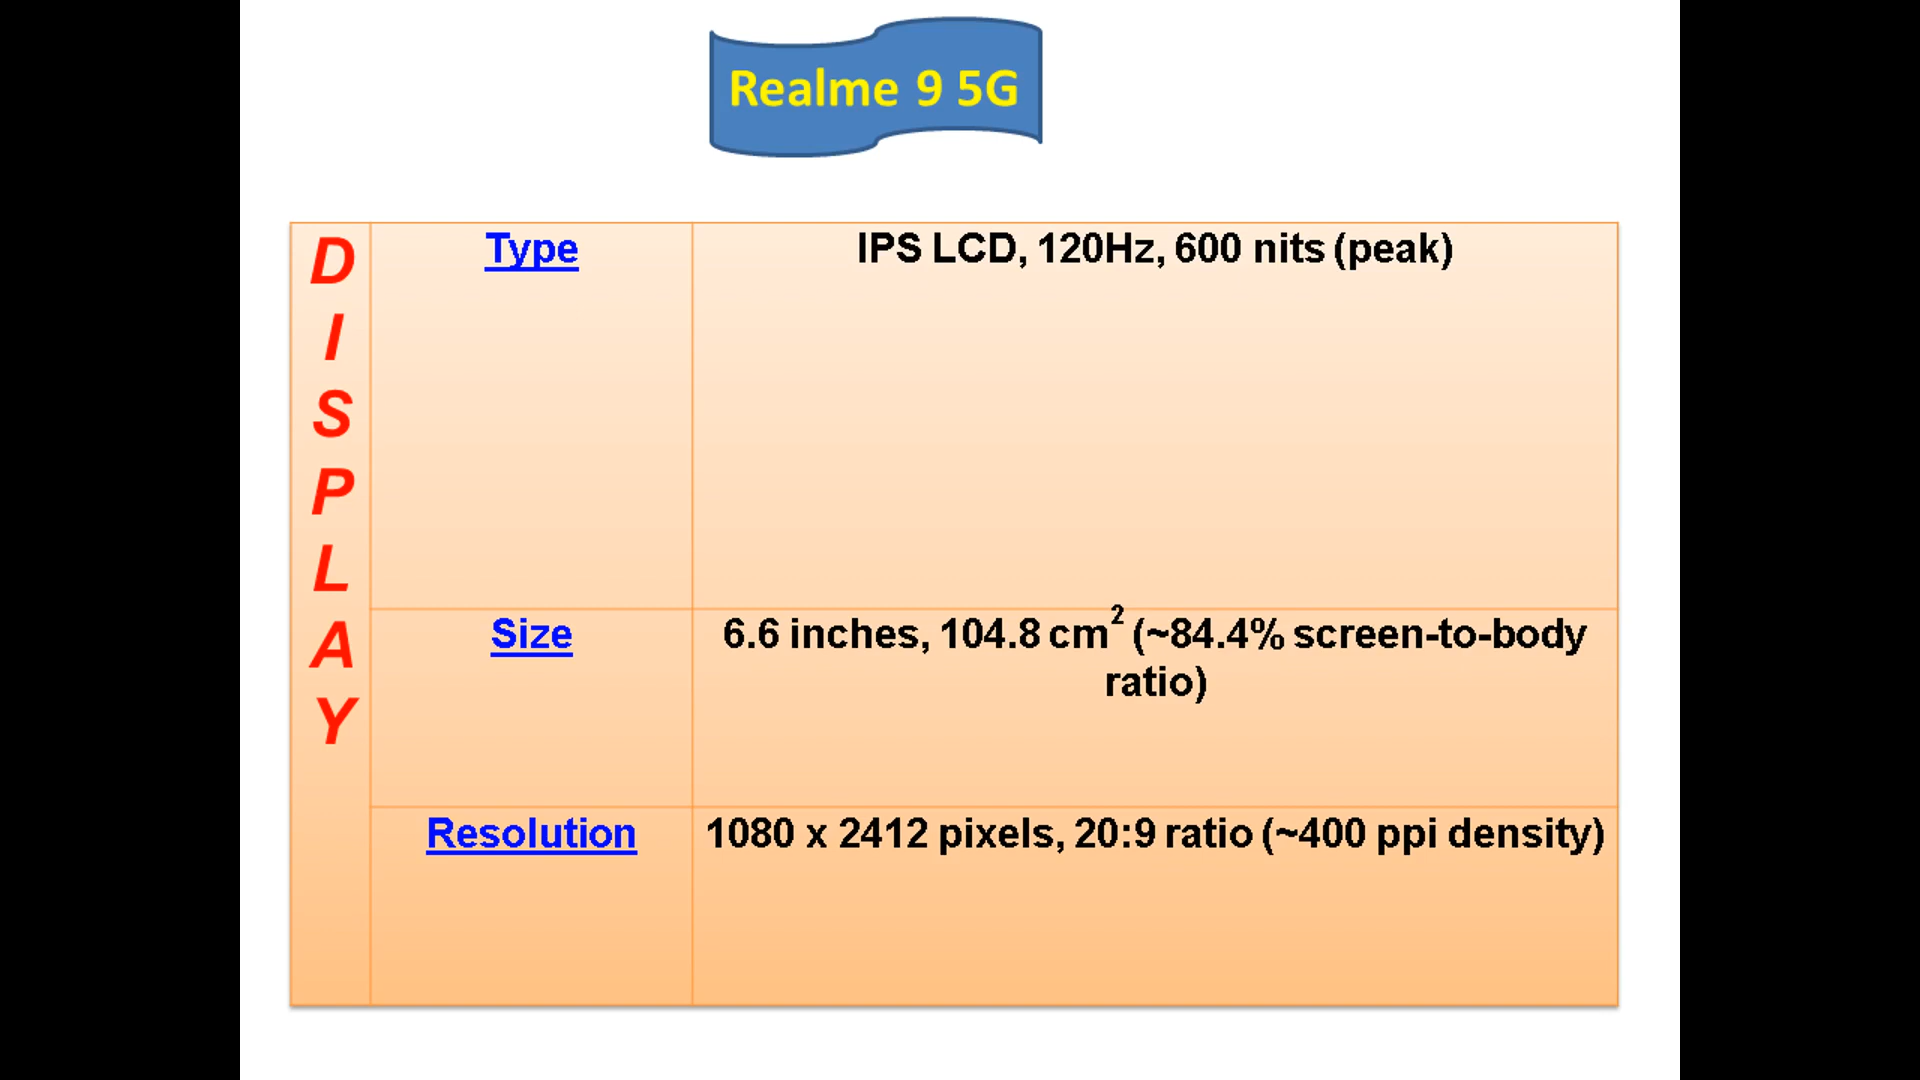 Realme 9 5G
DISPLAY
Type
IPS LCD, 120Hz, 600 nits (peak)
Size
6.6 inches, 104.8 cm² (~84.4% screen-to-body
ratio)
Resolution
1080 x 2412 pixels, 20:9 ratio (~400 ppi density)